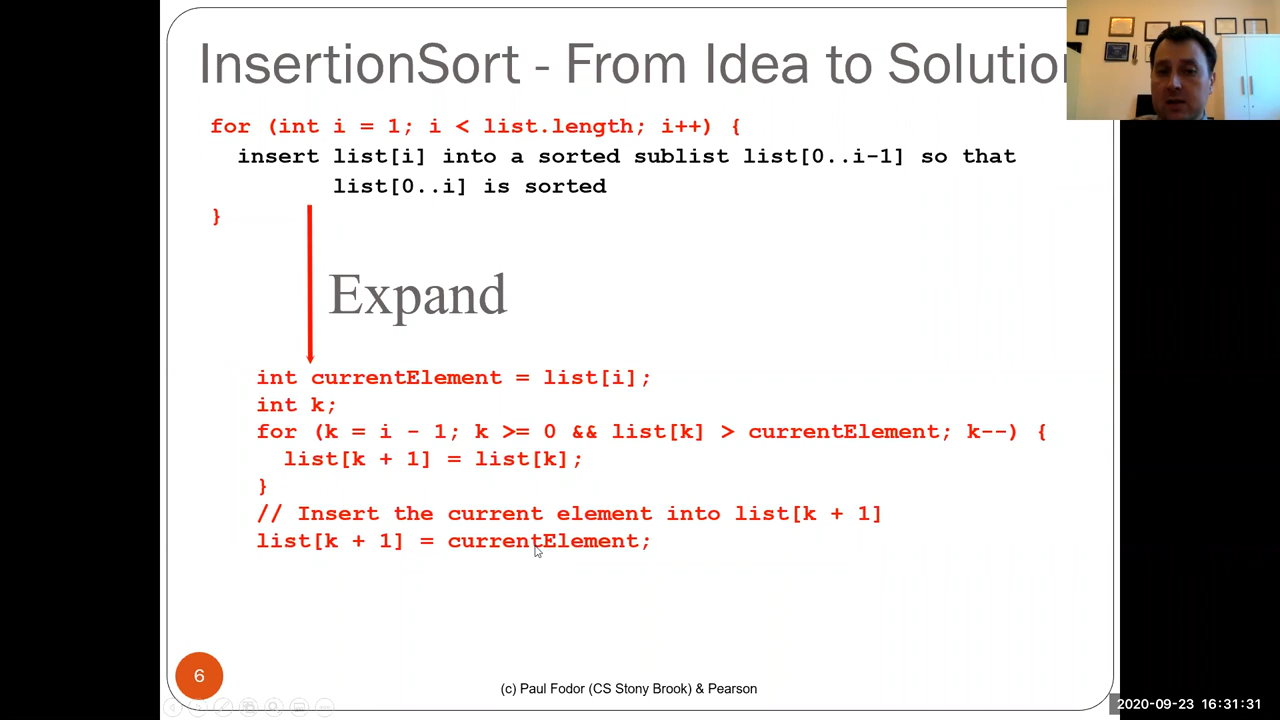 InsertionSort - From Idea to Solution
for (int i = 1; i < list.length; i++) {
insert list[i] into a sorted sublist list[0..i-1] so that
list[0..i] is sorted
}
Expand
int currentElement = list[i];
int k;
for (k = i - 1; k >= 0 && list[k] > currentElement; k--) {
list[k + 1] = list[k];
}
// Insert the current element into list[k + 1]
list[k + 1] = currentElement;
6
(c) Paul Fodor (CS Stony Brook) & Pearson
2020-09-23 16:31:31